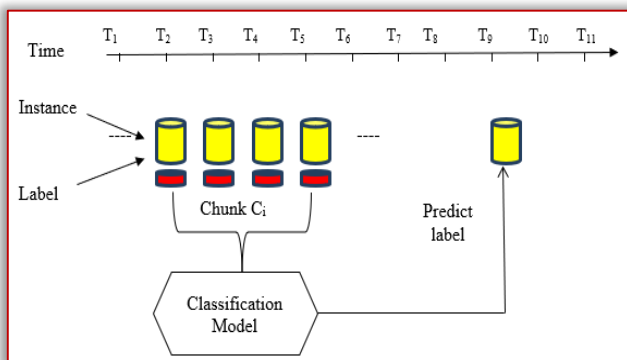 Time T₁ T₂ T₃ T₄ T₅ T₆ T₇ T₈ T₉ T₁₀ T₁₁
Instance
---- ----
Label
Chunk Cᵢ
Predict
label
Classification
Model